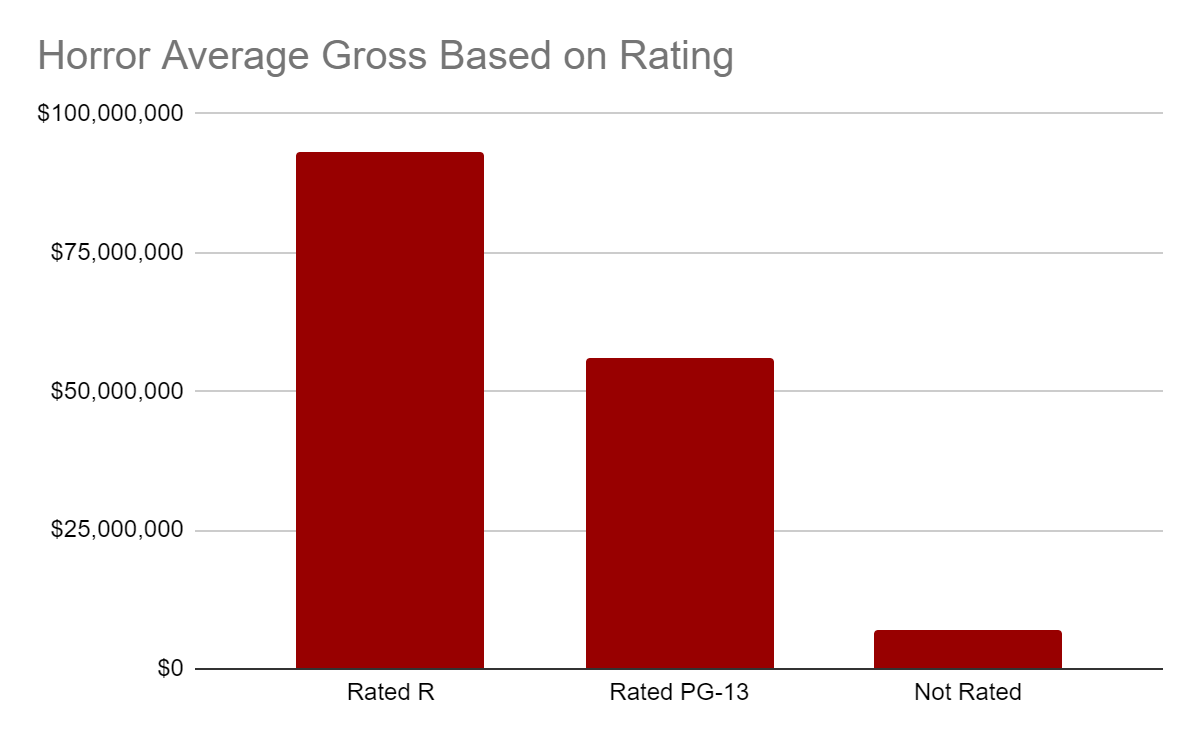 Horror Average Gross Based on Rating
$100,000,000
$75,000,000
$50,000,000
$25,000,000
$0
Rated R
Rated PG-13
Not Rated